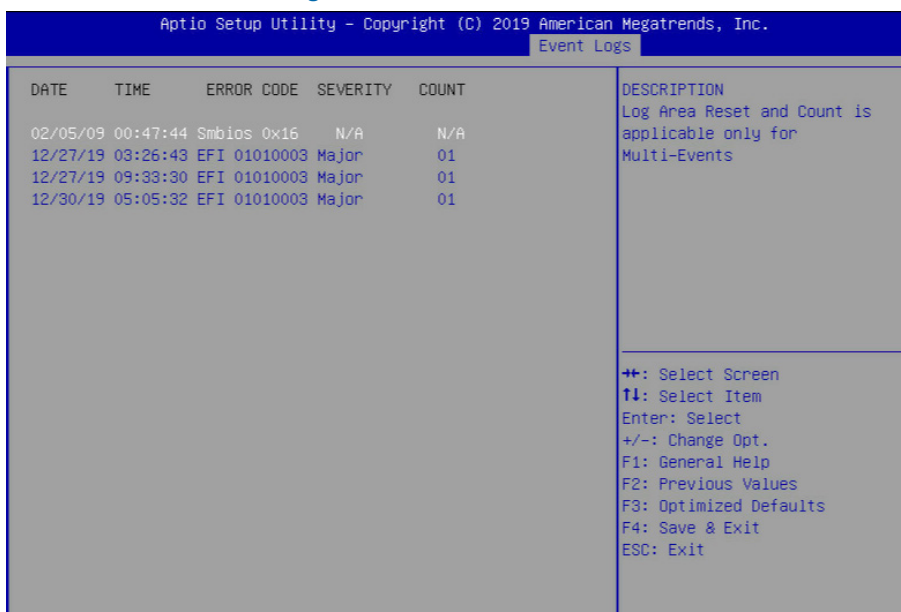 Aptio Setup Utility - Copyright (C) 2019 American Megatrends, Inc.
Event Logs
DATE TIME ERROR CODE SEVERITY COUNT
02/05/09 00:47:44 Smbios 0x16 N/A N/A
12/27/19 03:26:43 EFI 01010003 Major 01
12/27/19 09:33:30 EFI 01010003 Major 01
12/30/19 05:05:32 EFI 01010003 Major 01
DESCRIPTION
Log Area Reset and Count is
applicable only for
Multi-Events
→←: Select Screen
↑↓: Select Item
Enter: Select
+/-: Change Opt.
F1: General Help
F2: Previous Values
F3: Optimized Defaults
F4: Save & Exit
ESC: Exit